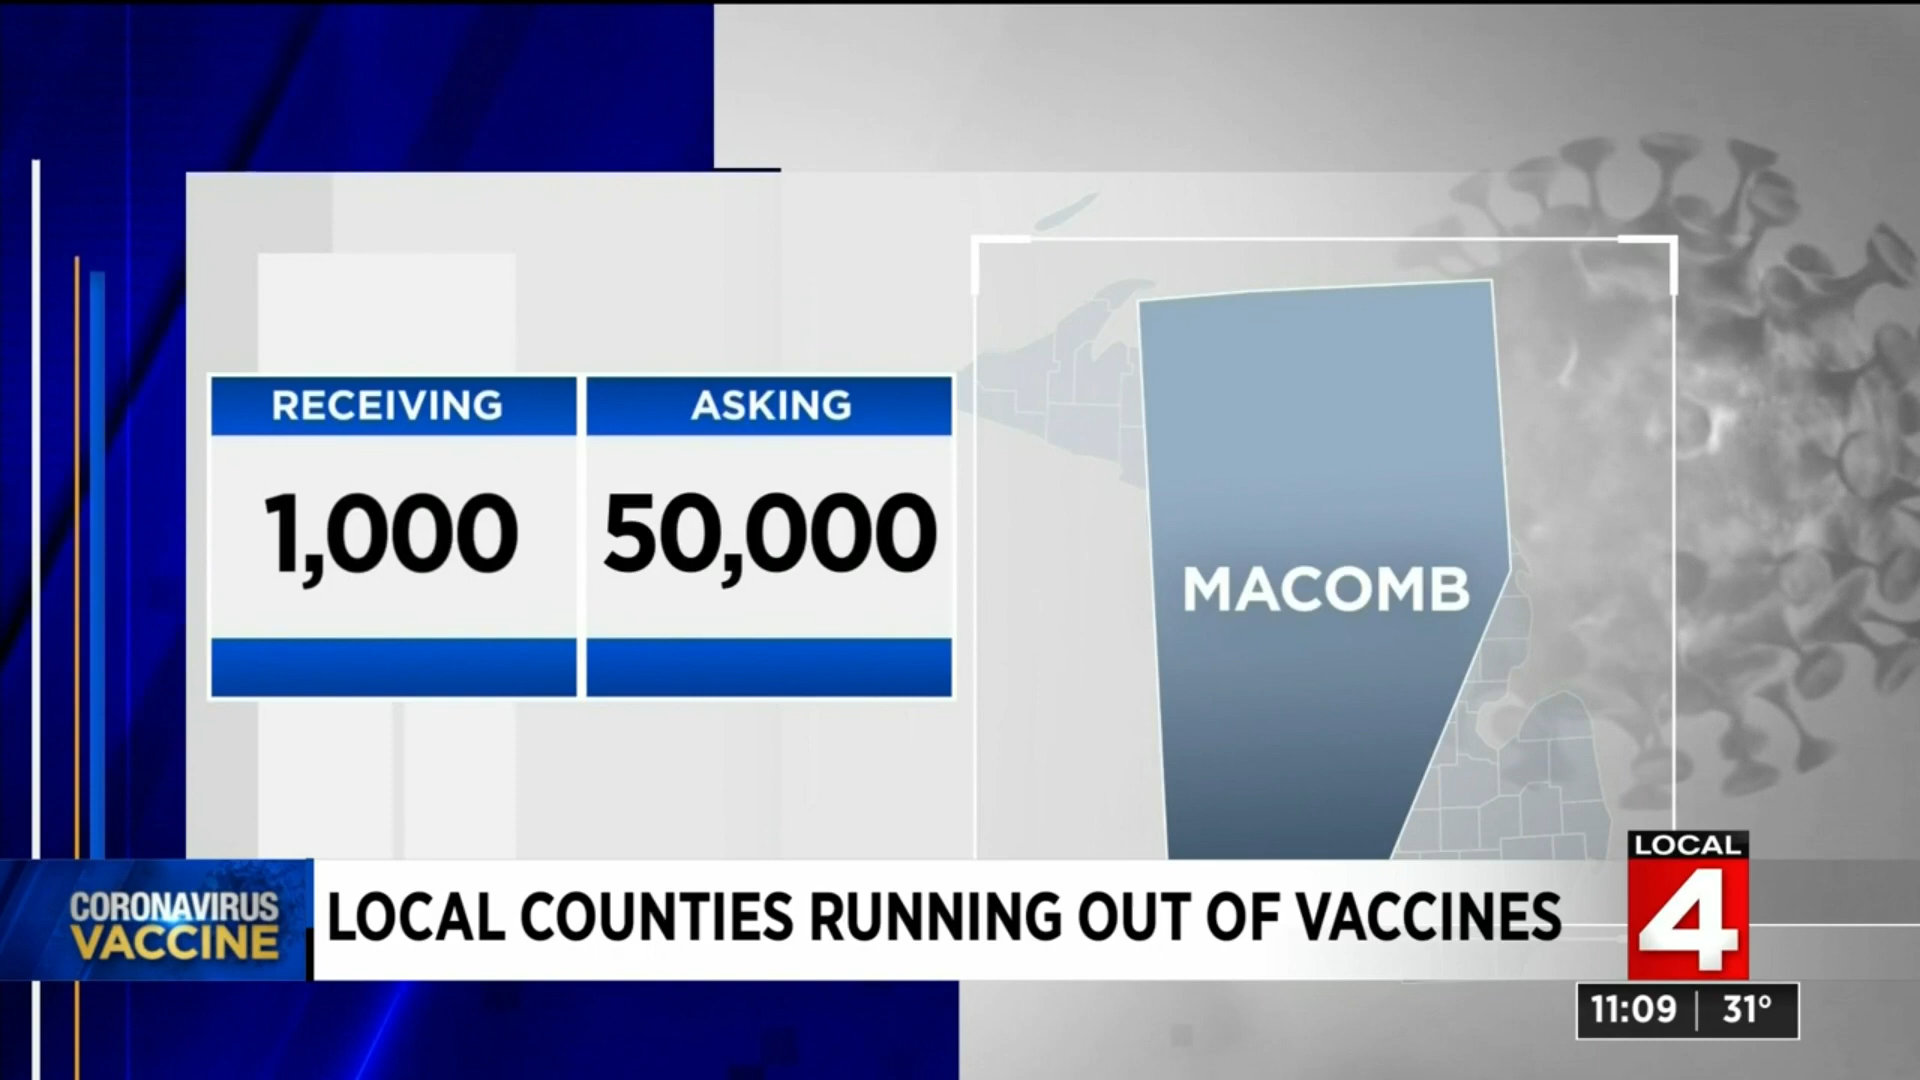 RECEIVING
ASKING
1,000
50,000
MACOMB
CORONAVIRUS
VACCINE
LOCAL COUNTIES RUNNING OUT OF VACCINES
LOCAL
4
11:09
31°